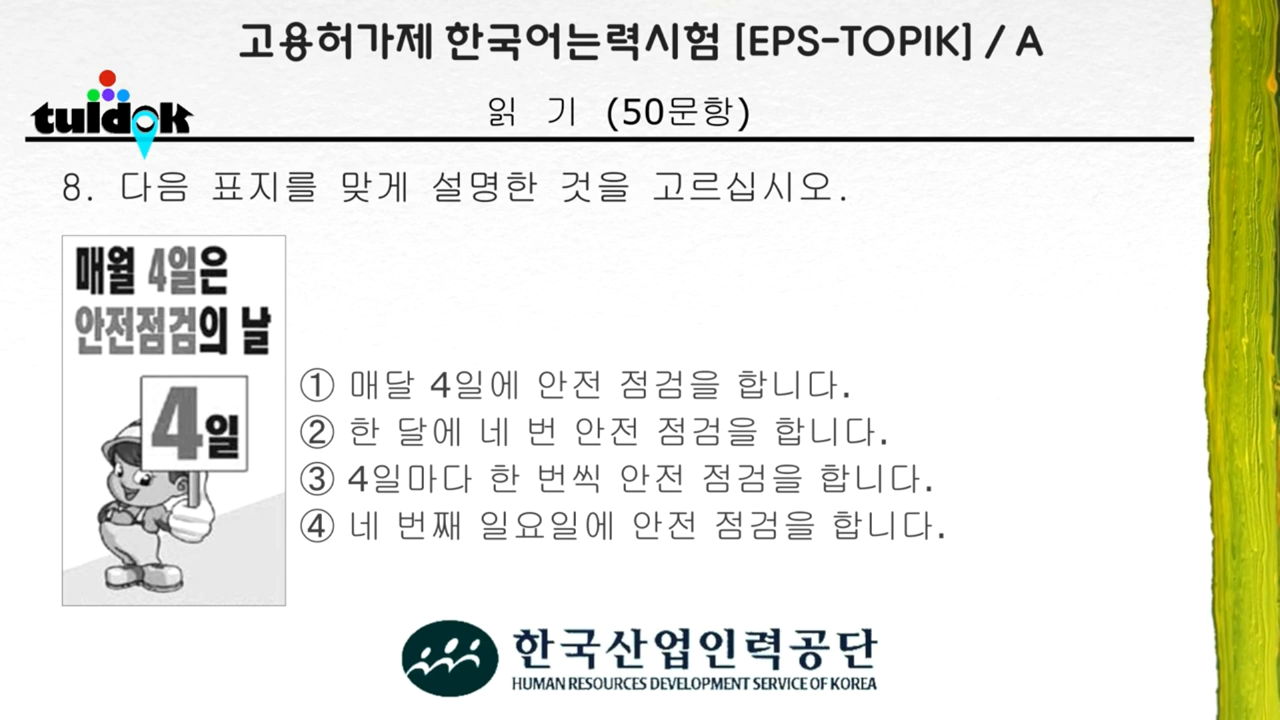 고용허가제 한국어능력시험 [EPS-TOPIK] / A
tuidok
읽 기 (50문항)
8. 다음 표지를 맞게 설명한 것을 고르십시오.
매월 4일은
안전점검의 날
4일
① 매달 4일에 안전 점검을 합니다.
② 한 달에 네 번 안전 점검을 합니다.
③ 4일마다 한 번씩 안전 점검을 합니다.
④ 네 번째 일요일에 안전 점검을 합니다.
한국산업인력공단
HUMAN RESOURCES DEVELOPMENT SERVICE OF KOREA